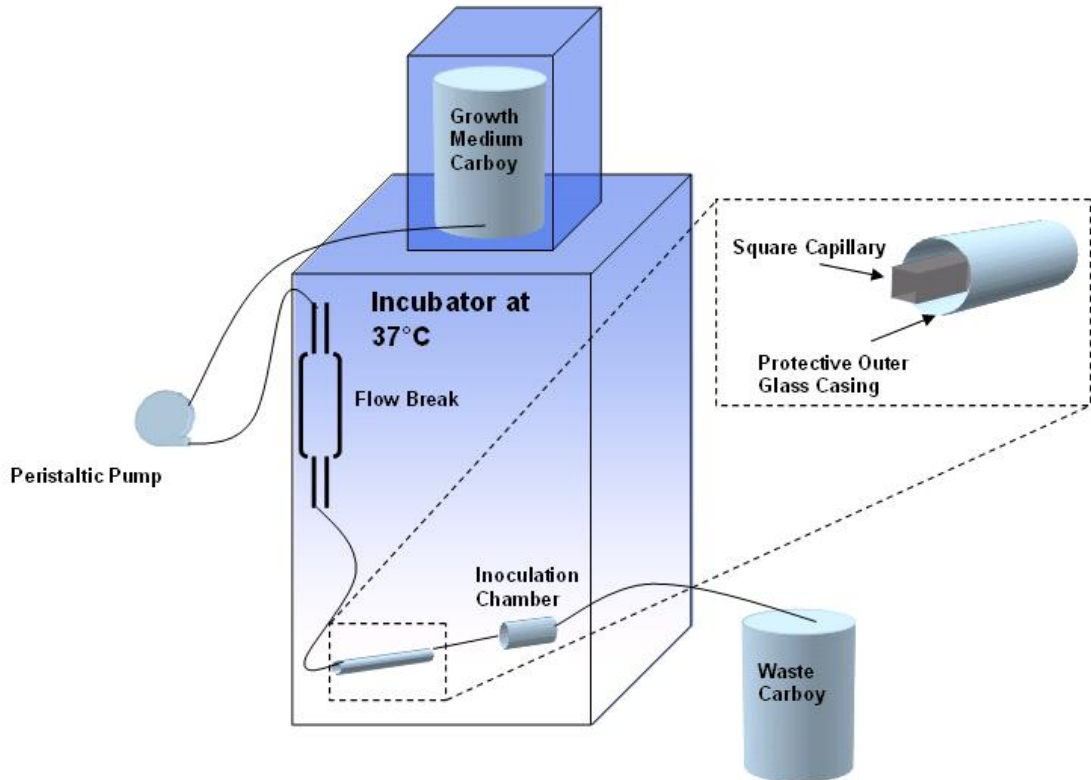 Growth
Medium
Carboy
Incubator at
37°C
Flow Break
Peristaltic Pump
Square Capillary
Protective Outer
Glass Casing
Inoculation
Chamber
Waste
Carboy